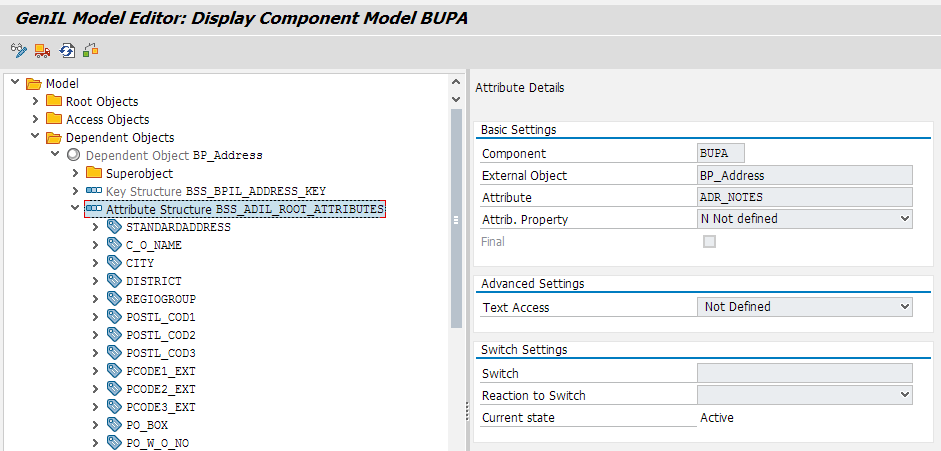 GenIL Model Editor: Display Component Model BUPA
Model
Root Objects
Access Objects
Dependent Objects
Dependent Object BP_Address
Superobject
Key Structure BSS_BPIL_ADDRESS_KEY
Attribute Structure BSS_ADIL_ROOT_ATTRIBUTES
STANDARDADDRESS
C_O_NAME
CITY
DISTRICT
REGIOGROUP
POSTL_COD1
POSTL_COD2
POSTL_COD3
PCODE1_EXT
PCODE2_EXT
PCODE3_EXT
PO_BOX
PO_W_O_NO
Attribute Details
Basic Settings
Component BUPA
External Object BP_Address
Attribute ADR_NOTES
Attrib. Property N Not defined
Final
Advanced Settings
Text Access Not Defined
Switch Settings
Switch
Reaction to Switch
Current state Active